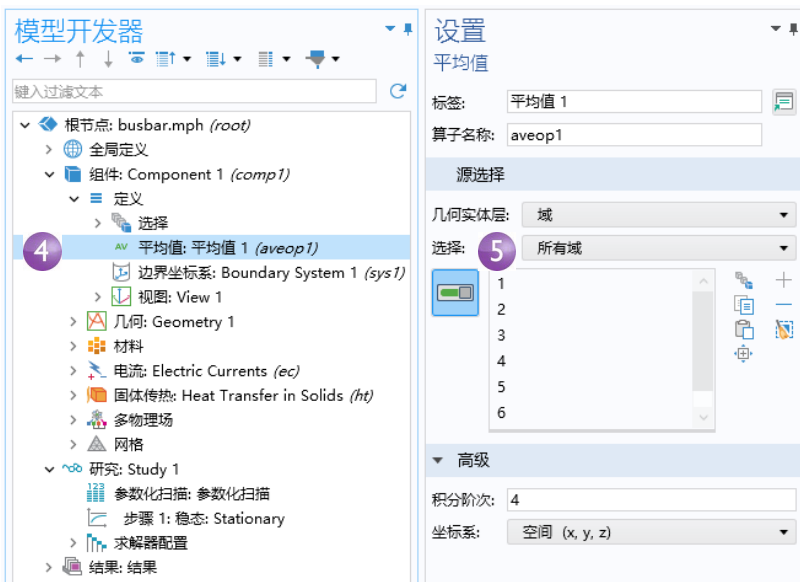 模型开发器
键入过滤文本
根节点: busbar.mph (root)
全局定义
组件: Component 1 (comp1)
定义
选择
4
AV 平均值: 平均值 1 (aveop1)
边界坐标系: Boundary System 1 (sys1)
视图: View 1
几何: Geometry 1
材料
电流: Electric Currents (ec)
固体传热: Heat Transfer in Solids (ht)
多物理场
网格
研究: Study 1
参数化扫描: 参数化扫描
步骤 1: 稳态: Stationary
求解器配置
结果: 结果
设置
平均值
标签: 平均值 1
算子名称: aveop1
源选择
几何实体层: 域
选择: 5 所有域
1
2
3
4
5
6
高级
积分阶次: 4
坐标系: 空间 (x, y, z)